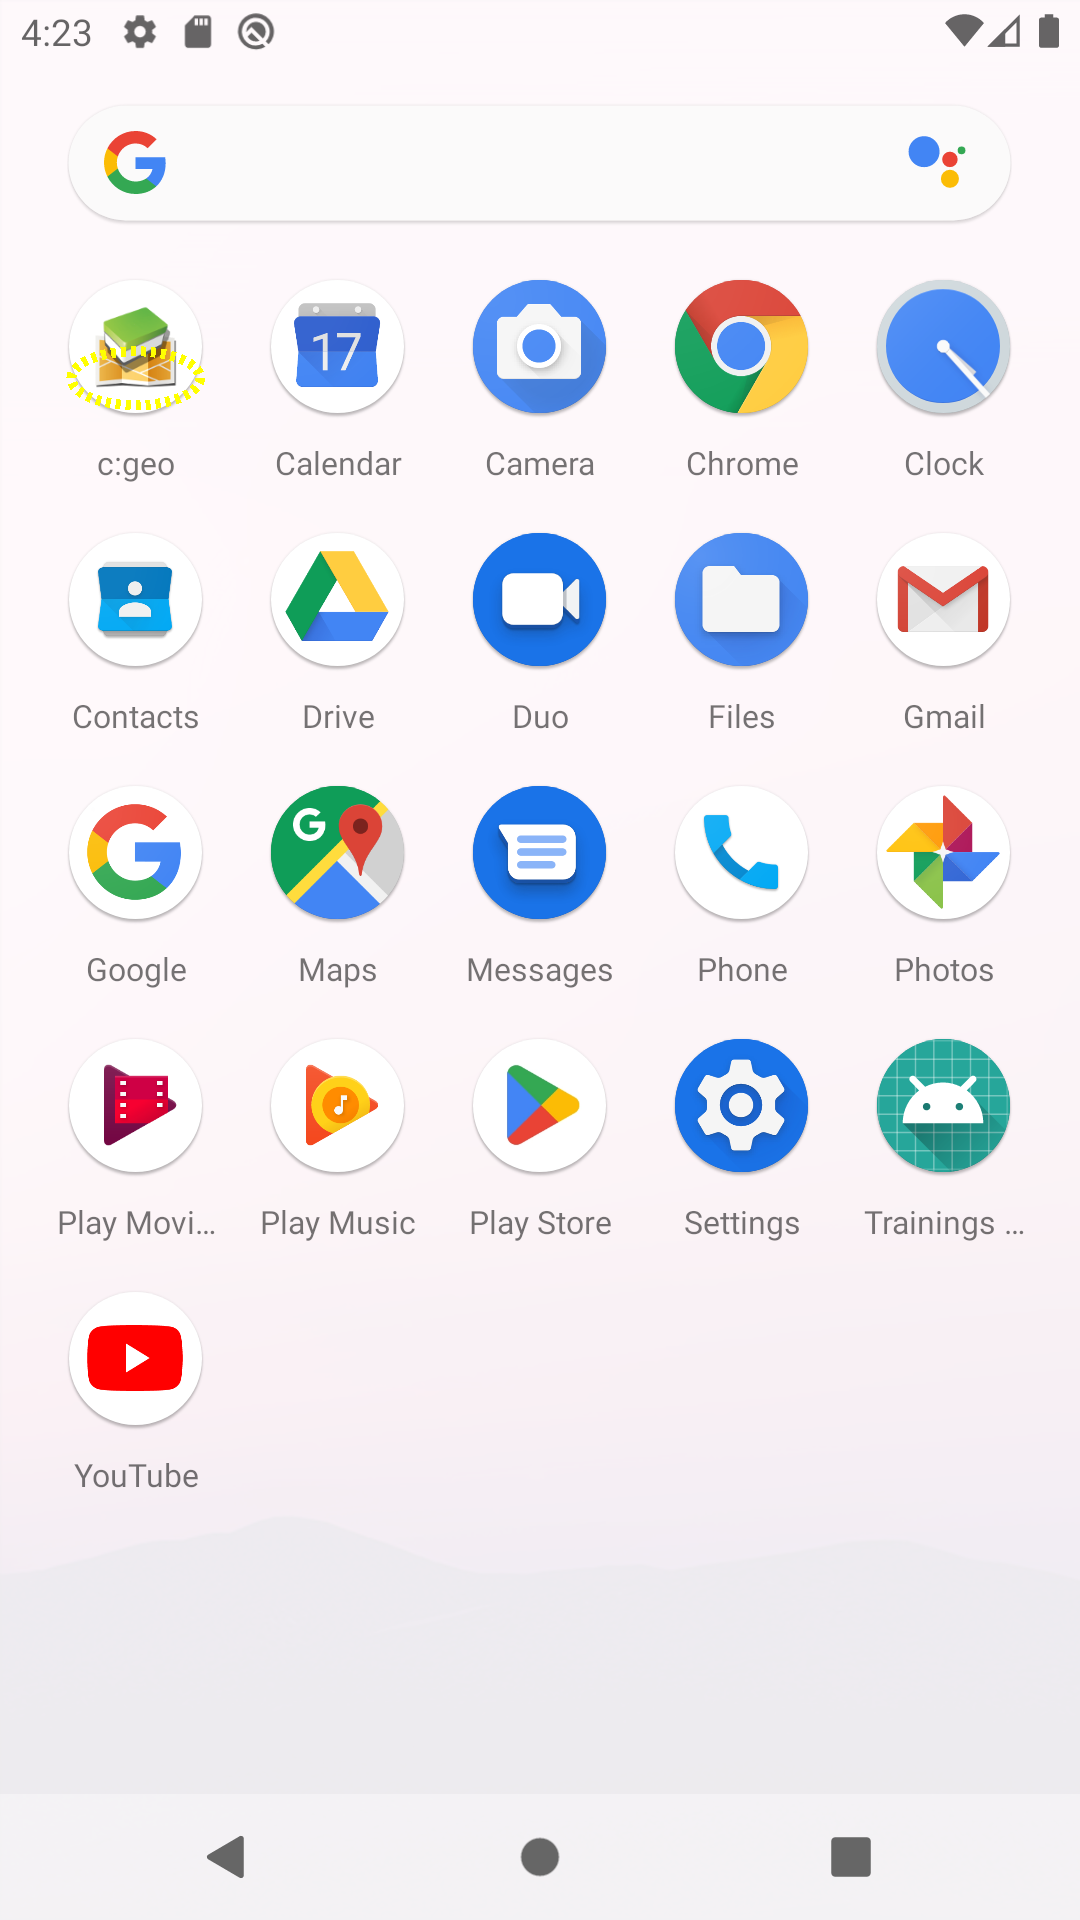 4:23
17
c:geo Calendar Camera Chrome Clock
Contacts Drive Duo Files Gmail
Google Maps Messages Phone Photos
Play Movi... Play Music Play Store Settings Trainings ...
YouTube